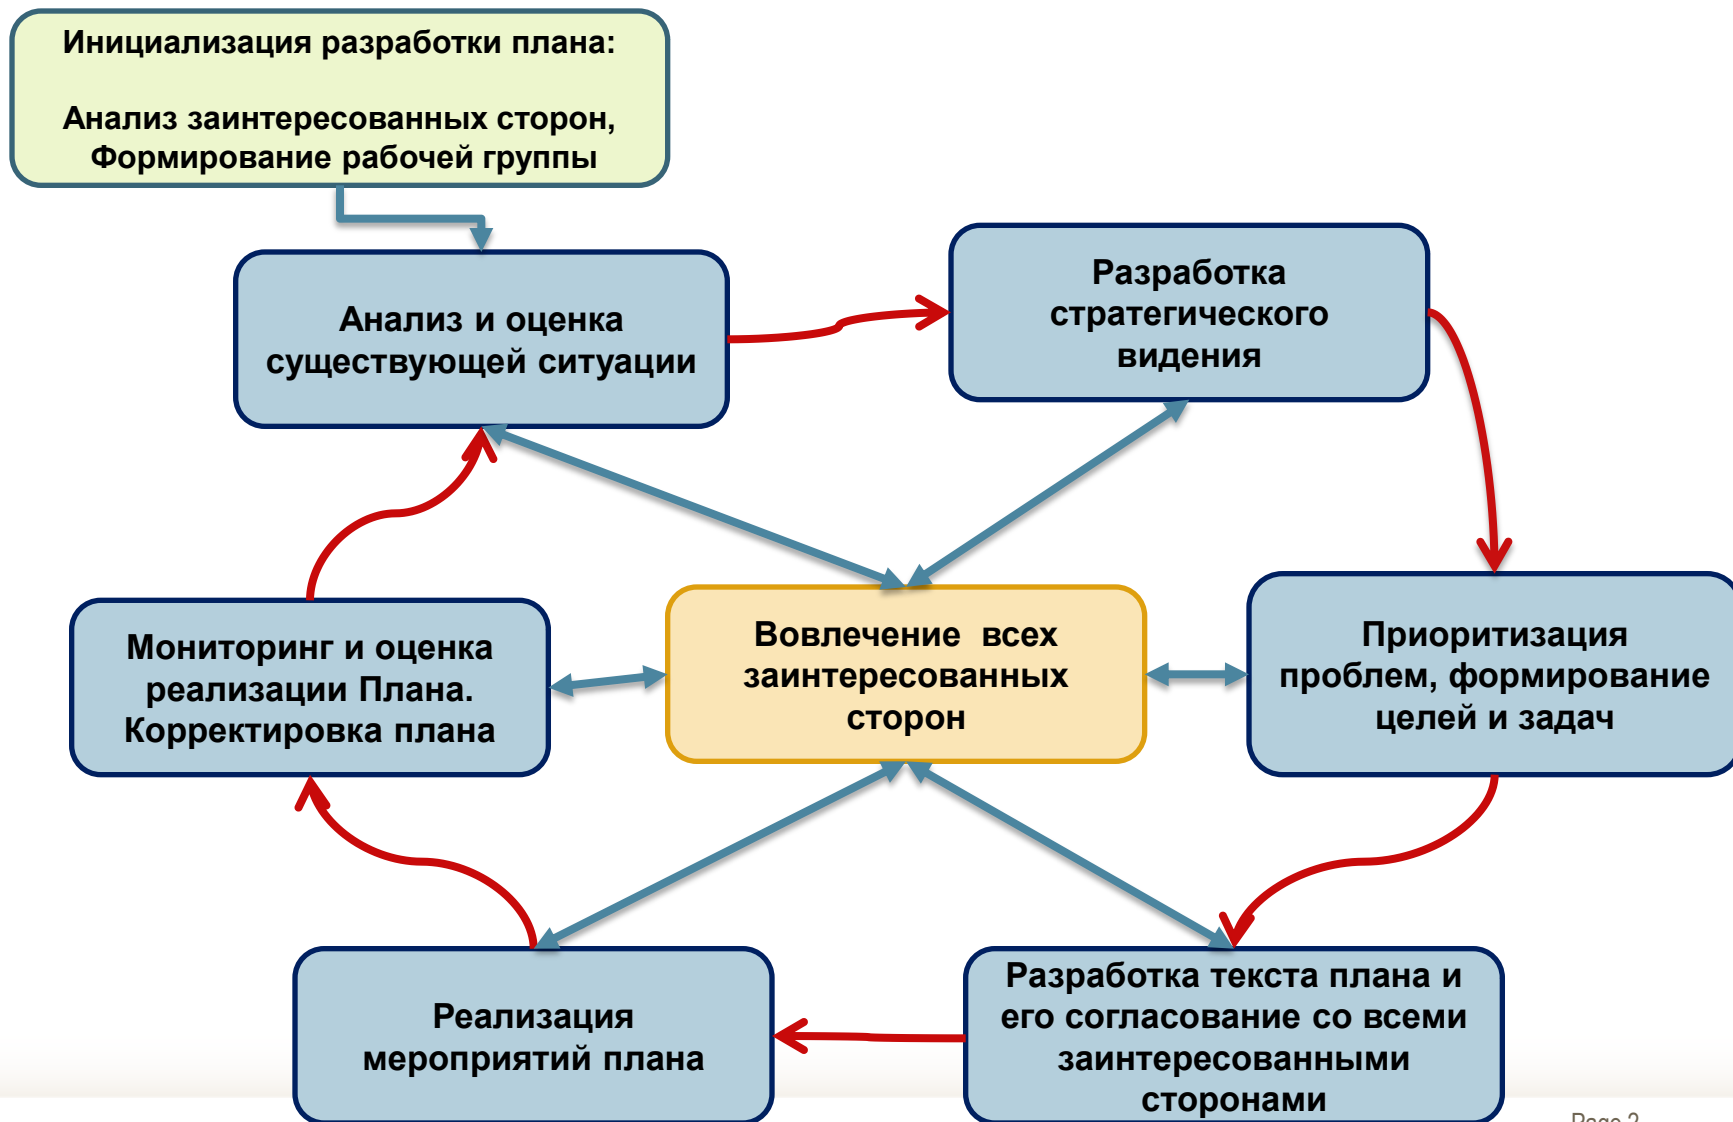 Инициализация разработки плана:
Анализ заинтересованных сторон,
Формирование рабочей группы
Анализ и оценка
существующей ситуации
Разработка
стратегического
видения
Мониторинг и оценка
реализации Плана.
Корректировка плана
Вовлечение всех
заинтересованных
сторон
Приоритизация
проблем, формирование
целей и задач
Реализация
мероприятий плана
Разработка текста плана и
его согласование со всеми
заинтересованными
сторонами
Page 2